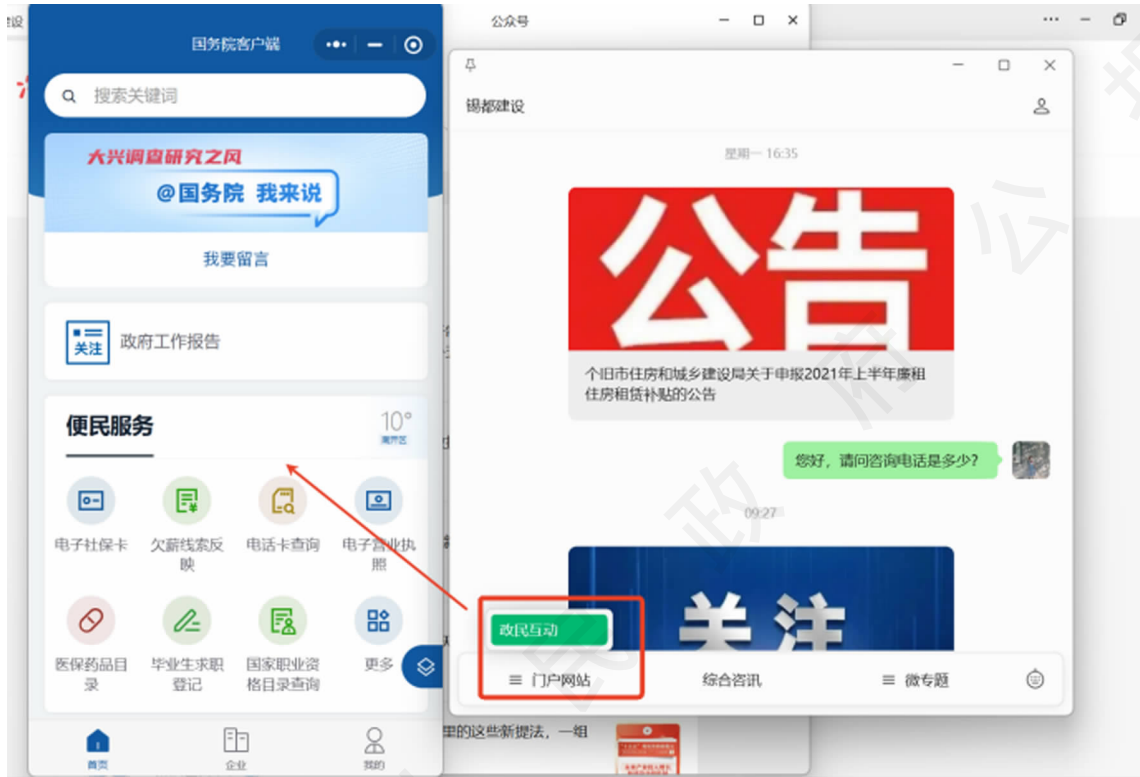 建设
公众号
国务院客户端
搜索关键词
大兴调查研究之风
@国务院 我来说
我要留言
关注
政府工作报告
便民服务
10°
南开区
电子社保卡
欠薪线索反
映
电话卡查询
电子营业执
照
医保药品目
录
毕业生求职
登记
国家职业资
格目录查询
更多
首页
企业
我的
锡都建设
星期一 16:35
公告
个旧市住房和城乡建设局关于申报2021年上半年廉租
住房租赁补贴的公告
您好，请问咨询电话是多少?
09:27
关注
政民互动
门户网站
综合咨讯
微专题
里的这些新提法，一组
民政府公